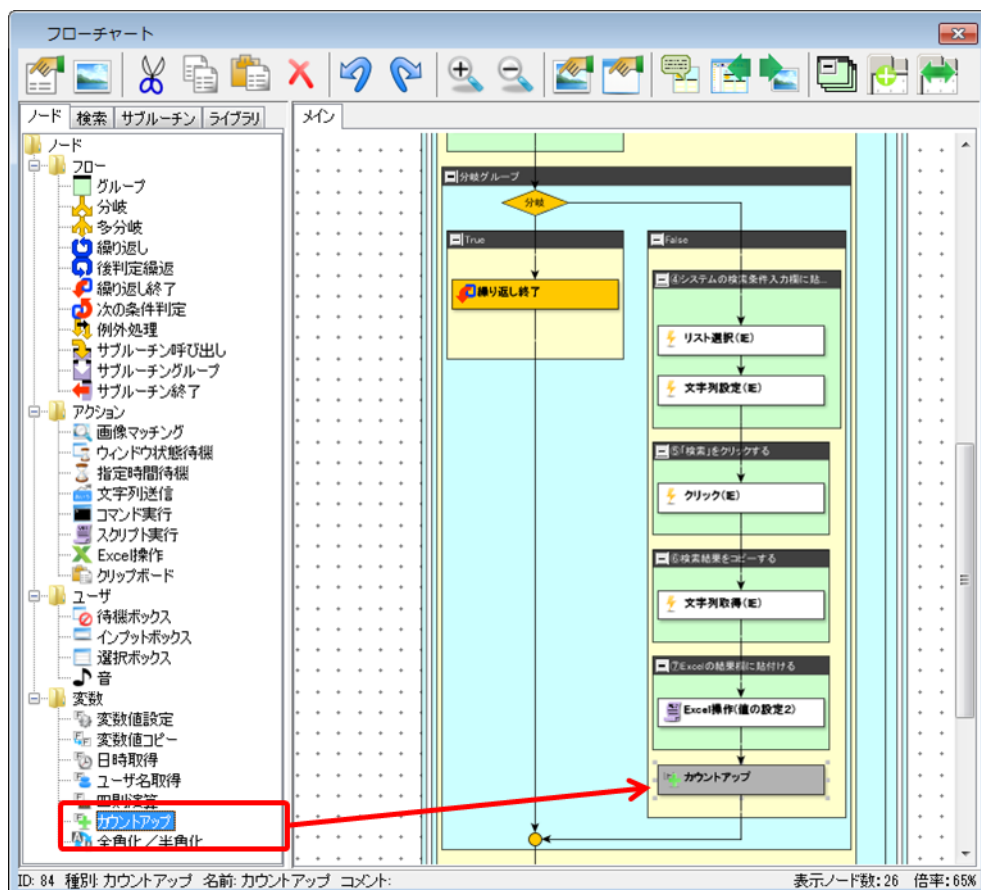 フローチャート
ノード 検索 サブルーチン ライブラリ
ノード
フロー
グループ
分岐
多分岐
繰り返し
後判定繰返
繰り返し終了
次の条件判定
例外処理
サブルーチン呼び出し
サブルーチングループ
サブルーチン終了
アクション
画像マッチング
ウィンドウ状態待機
指定時間待機
文字列送信
コマンド実行
スクリプト実行
Excel操作
クリップボード
ユーザ
待機ボックス
インプットボックス
選択ボックス
音
変数
変数値設定
変数値コピー
日時取得
ユーザ名取得
四則演算
カウントアップ
全角化/半角化
メイン
分岐グループ
分岐
True
繰り返し終了
False
④システムの検索条件入力欄に貼...
リスト選択(IE)
文字列設定(IE)
⑤「検索」をクリックする
クリック(IE)
⑥検索結果をコピーする
文字列取得(IE)
⑦Excelの結果欄に貼付ける
Excel操作(値の設定2)
カウントアップ
ID: 84 種別: カウントアップ 名前: カウントアップ コメント:
表示ノード数: 26 倍率: 65%